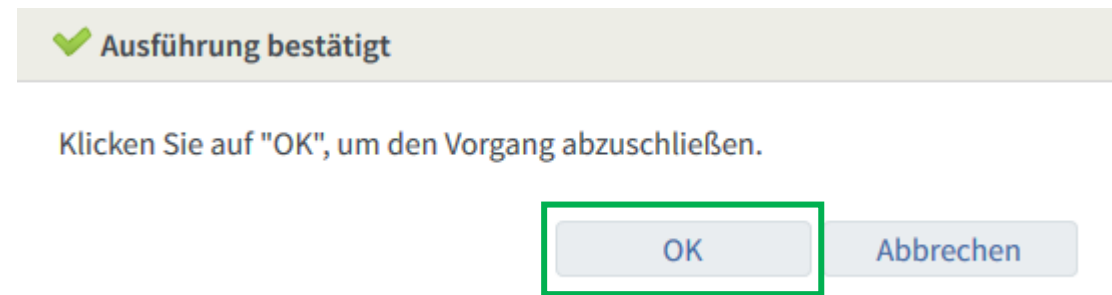 Ausführung bestätigt
Klicken Sie auf "OK", um den Vorgang abzuschließen.
OK Abbrechen